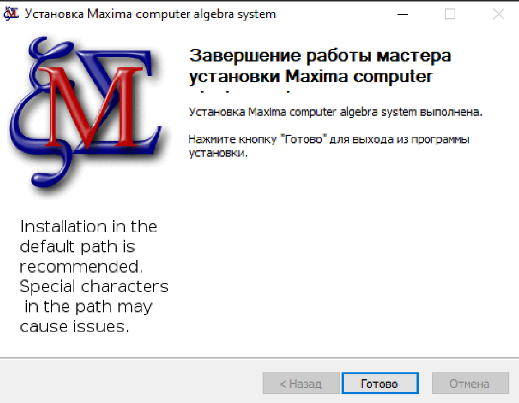 Установка Maxima computer algebra system
Завершение работы мастера
установки Maxima computer
Установка Maxima computer algebra system выполнена.
Нажмите кнопку "Готово" для выхода из программы
установки.
Installation in the
default path is
recommended.
Special characters
in the path may
cause issues.
< Назад
Готово
Отмена